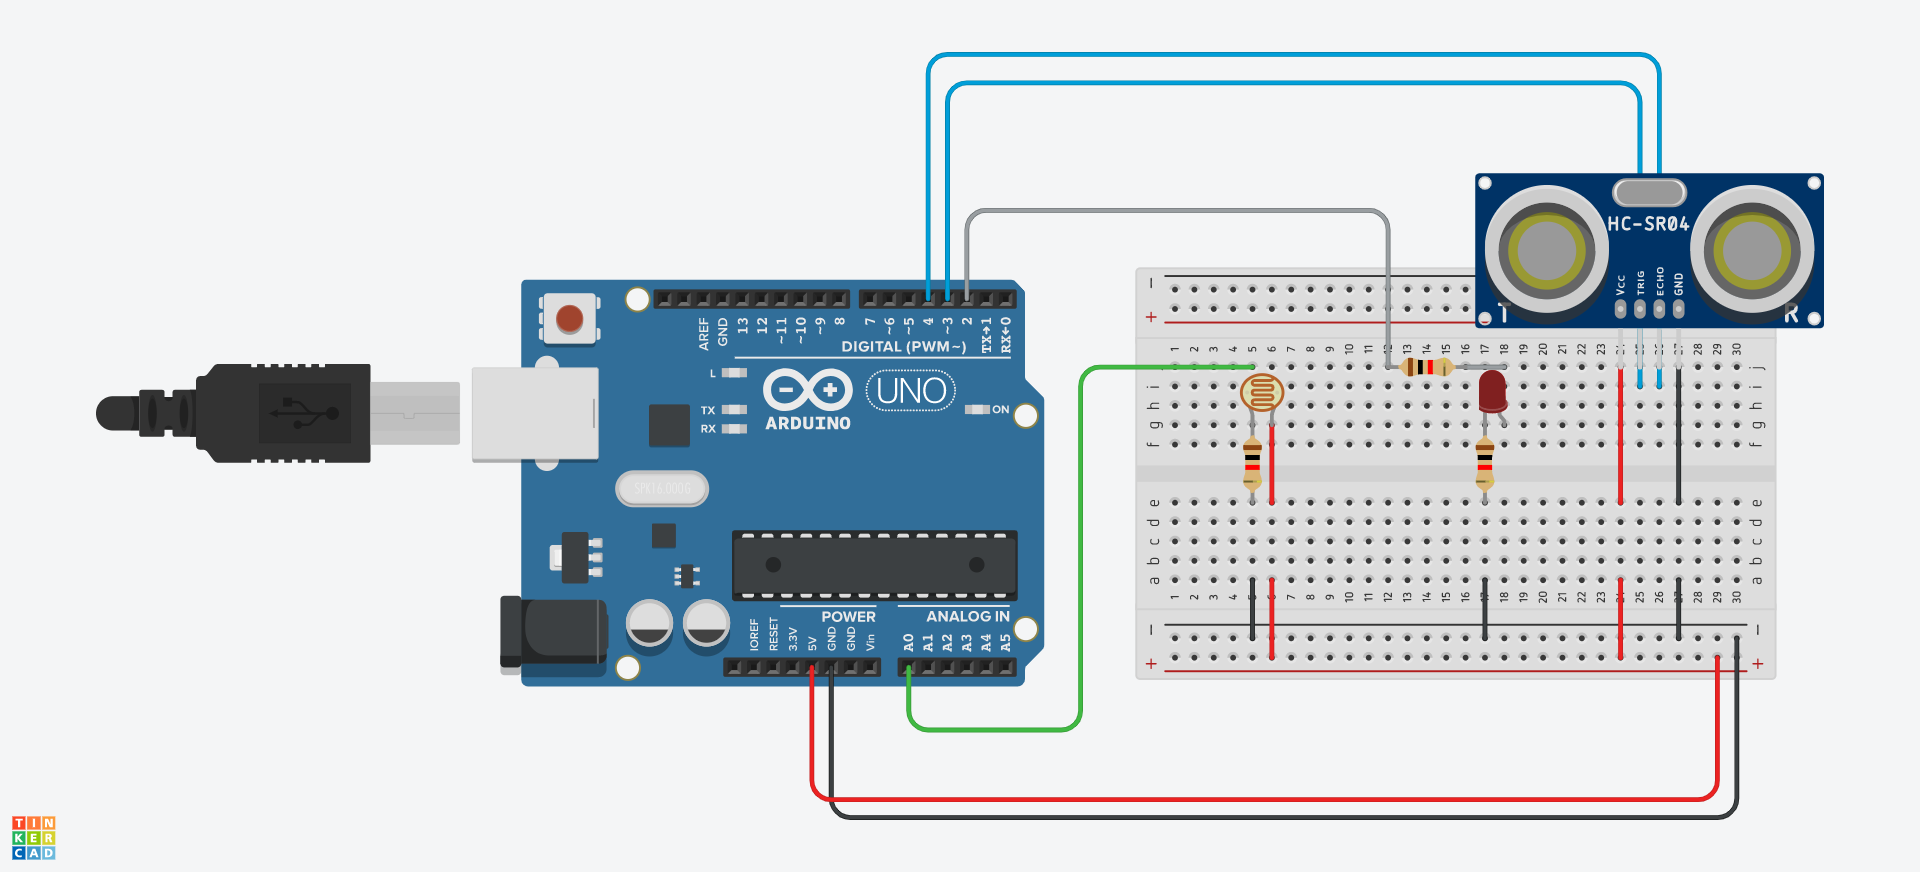 HC-SR04
VCC
TRIG
ECHO
GND
T
R
AREF
GND
13
12
~11
~10
~9
8
7
~6
~5
4
~3
2
TX→1
RX←0
DIGITAL (PWM~)
L
TX
RX
ARDUINO
UNO
ON
SPK16.000G
POWER
ANALOG IN
IOREF
RESET
3.3V
5V
GND
GND
Vin
A0
A1
A2
A3
A4
A5
- +
1 2 3 4 5 6 7 8 9 10 11 12 13 14 15 16 17 18 19 20 21 22 23 24 25 26 27 28 29 30
j
i i
h h
g g
f f
e e
d d
c c
b b
a a
1 2 3 4 5 6 7 8 9 10 11 12 13 14 15 16 17 18 19 20 21 22 23 24 25 26 27 28 29 30
- -
+ +
TIN
KER
CAD